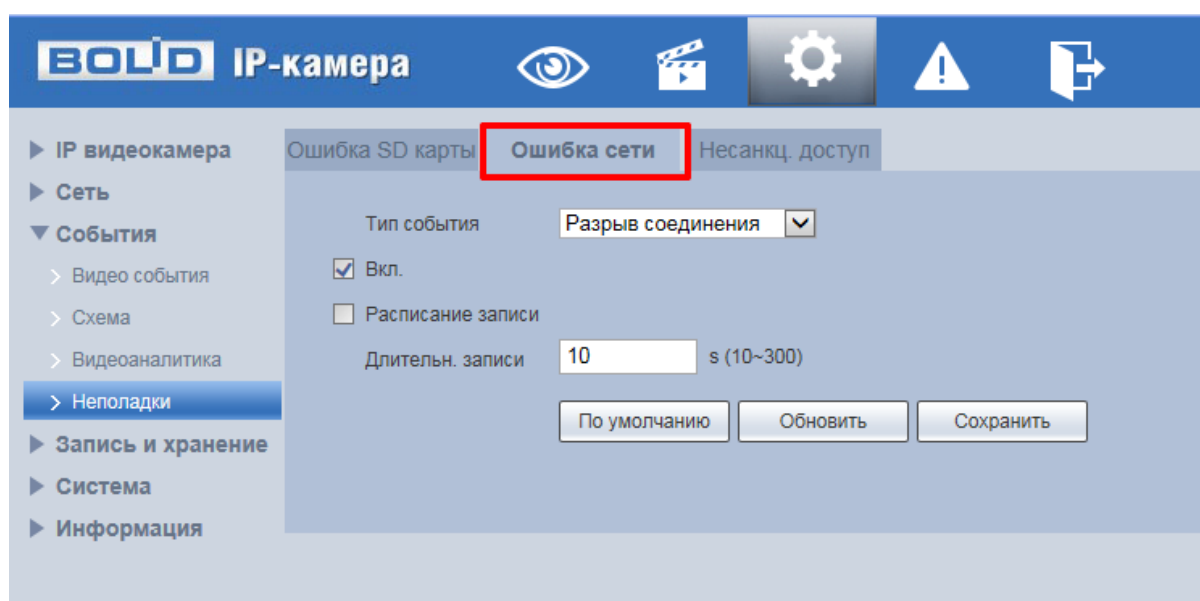 BOLID IP-камера
IP видеокамера
Сеть
События
Видео события
Схема
Видеоаналитика
Неполадки
Запись и хранение
Система
Информация
Ошибка SD карты Ошибка сети Несанкц. доступ
Тип события Разрыв соединения
Вкл.
Расписание записи
Длительн. записи 10 s (10~300)
По умолчанию Обновить Сохранить